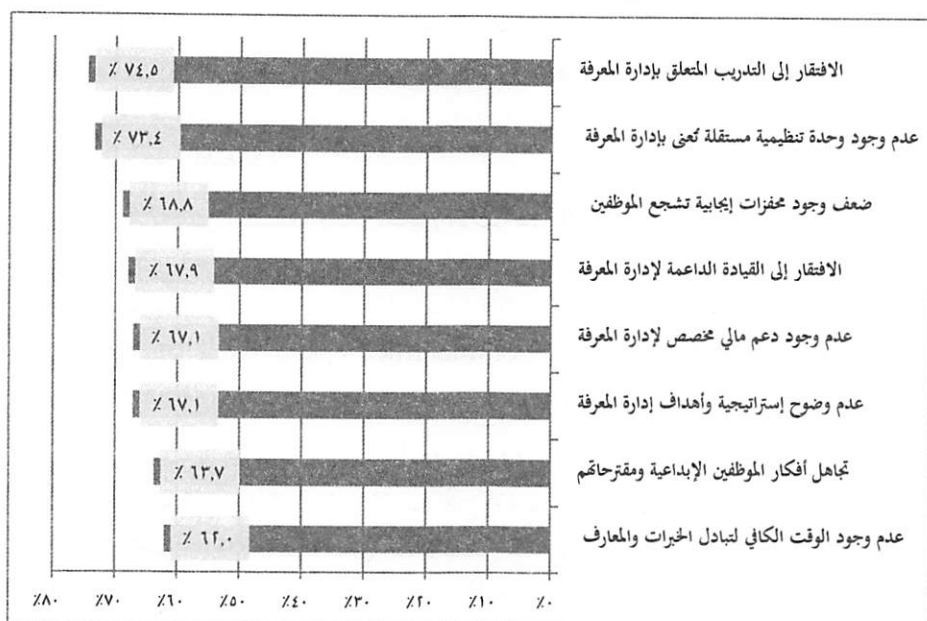 الافتقار إلى التدريب المتعلق بإدارة المعرفة ٧٤,٥ ٪
عدم وجود وحدة تنظيمية مستقلة تُعنى بإدارة المعرفة ٧٣,٤ ٪
ضعف وجود محفزات إيجابية تشجع الموظفين ٦٨,٨ ٪
الافتقار إلى القيادة الداعمة لإدارة المعرفة ٦٧,٩ ٪
عدم وجود دعم مالي مخصص لإدارة المعرفة ٦٧,١ ٪
عدم وضوح إستراتيجية وأهداف إدارة المعرفة ٦٧,١ ٪
تجاهل أفكار الموظفين الإبداعية ومقترحاتهم ٦٣,٧ ٪
عدم وجود الوقت الكافي لتبادل الخبرات والمعارف ٦٢,٠ ٪
٪٠ ٪١٠ ٪٢٠ ٪٣٠ ٪٤٠ ٪٥٠ ٪٦٠ ٪٧٠ ٪٨٠